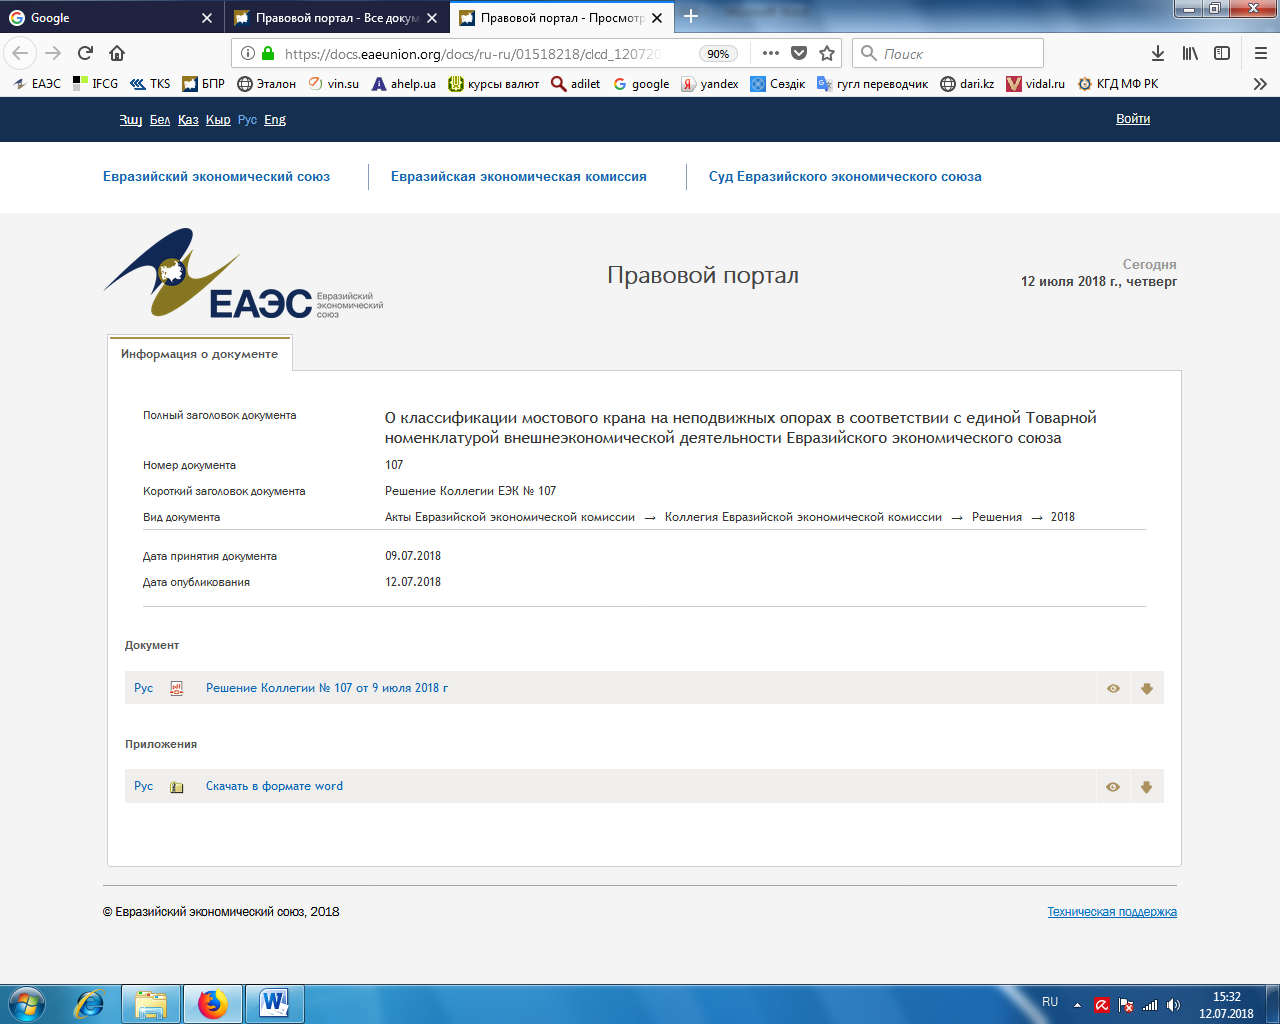 Google
Правовой портал - Все докум
Правовой портал - Просмотр
https://docs.eaeunion.org/docs/ru-ru/01518218/clcd_120720
90%
Поиск
ЕАЭС
IFCG
TKS
БПР
Эталон
vin.su
ahelp.ua
курсы валют
adilet
google
yandex
Сөздік
гугл переводчик
dari.kz
vidal.ru
КГД МФ РК
Հայ Бел Қаз Кыр Рус Eng
Войти
Евразийский экономический союз
Евразийская экономическая комиссия
Суд Евразийского экономического союза
ЕАЭС
Евразийский
экономический
союз
Правовой портал
Сегодня
12 июля 2018 г., четверг
Информация о документе
Полный заголовок документа
О классификации мостового крана на неподвижных опорах в соответствии с единой Товарной
номенклатурой внешнеэкономической деятельности Евразийского экономического союза
Номер документа
107
Короткий заголовок документа
Решение Коллегии ЕЭК № 107
Вид документа
Акты Евразийской экономической комиссии → Коллегия Евразийской экономической комиссии → Решения → 2018
Дата принятия документа
09.07.2018
Дата опубликования
12.07.2018
Документ
Рус
Решение Коллегии № 107 от 9 июля 2018 г
Приложения
Рус
Скачать в формате word
© Евразийский экономический союз, 2018
Техническая поддержка
RU
15:32
12.07.2018